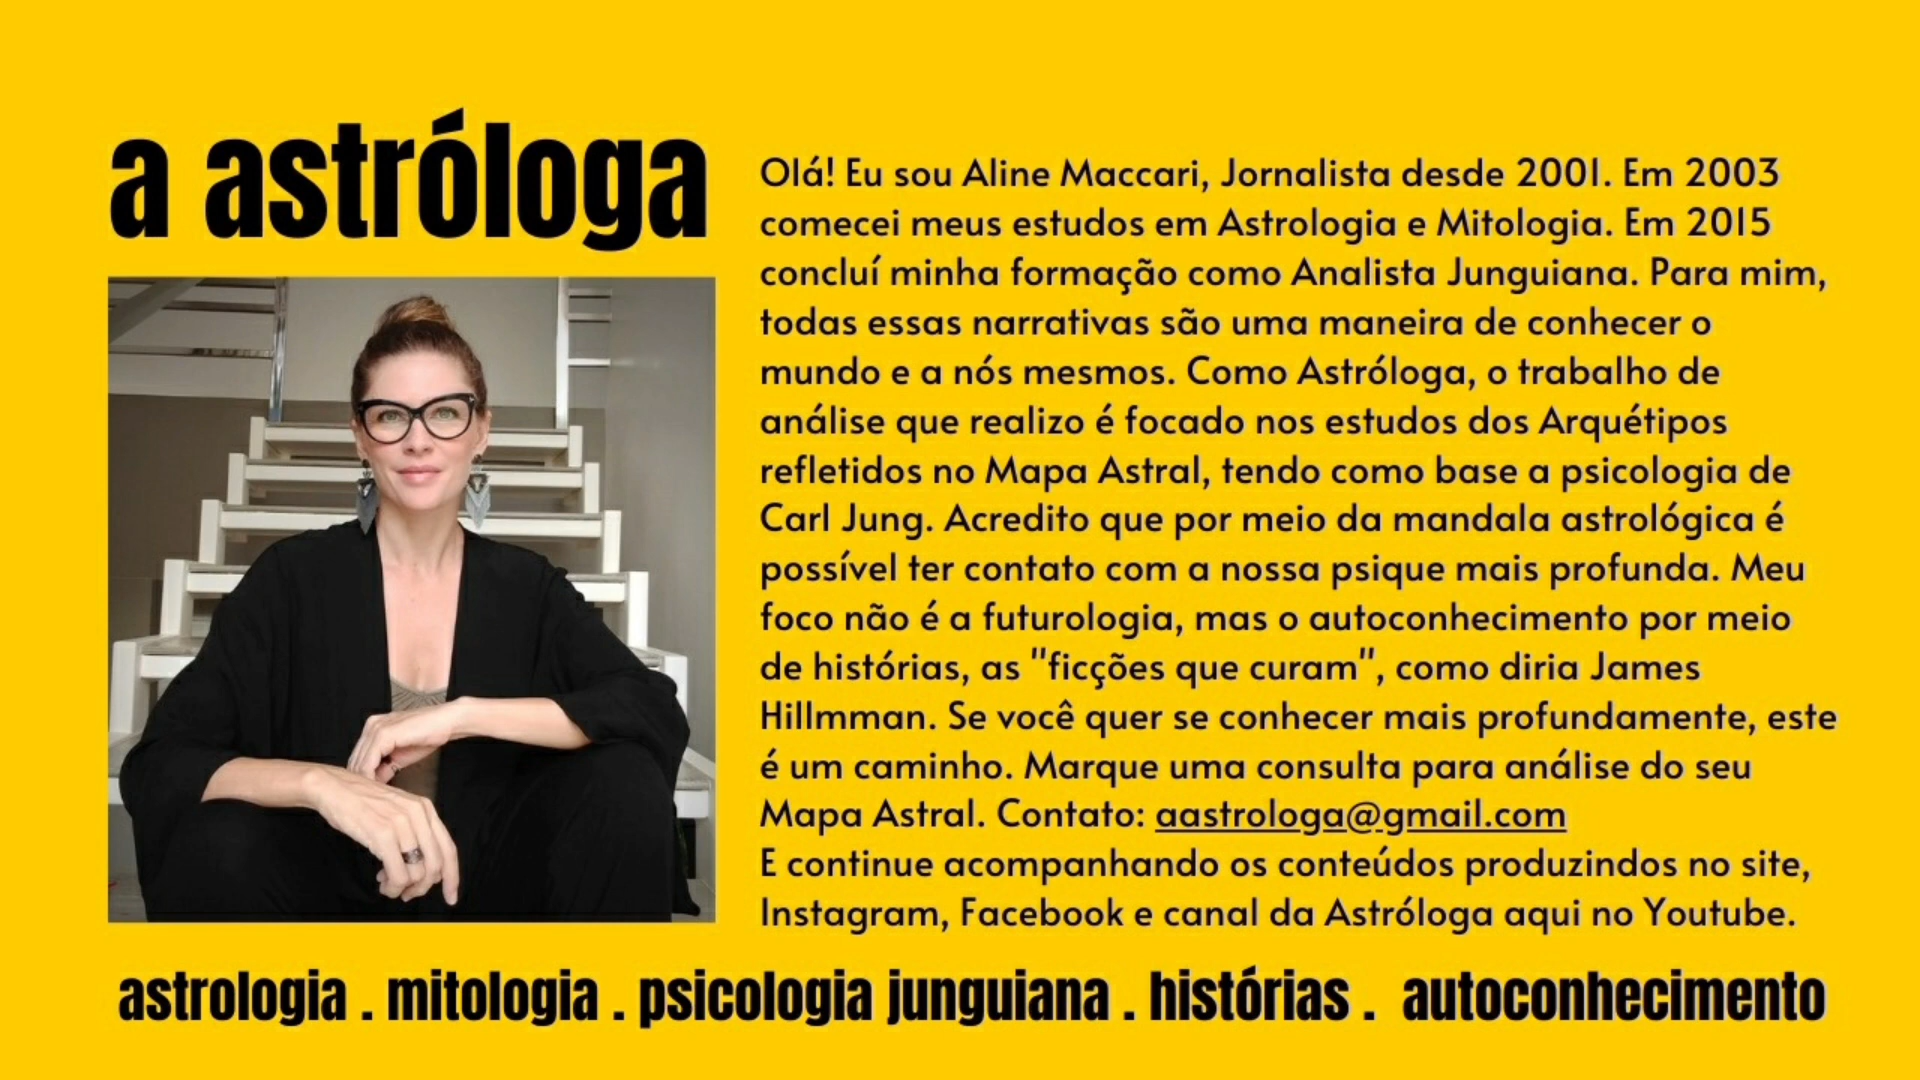 a astróloga
Olá! Eu sou Aline Maccari, Jornalista desde 2001. Em 2003
comecei meus estudos em Astrologia e Mitologia. Em 2015
concluí minha formação como Analista Junguiana. Para mim,
todas essas narrativas são uma maneira de conhecer o
mundo e a nós mesmos. Como Astróloga, o trabalho de
análise que realizo é focado nos estudos dos Arquétipos
refletidos no Mapa Astral, tendo como base a psicologia de
Carl Jung. Acredito que por meio da mandala astrológica é
possível ter contato com a nossa psique mais profunda. Meu
foco não é a futurologia, mas o autoconhecimento por meio
de histórias, as "ficções que curam", como diria James
Hillmman. Se você quer se conhecer mais profundamente, este
é um caminho. Marque uma consulta para análise do seu
Mapa Astral. Contato: aastrologa@gmail.com
E continue acompanhando os conteúdos produzindos no site,
Instagram, Facebook e canal da Astróloga aqui no Youtube.
astrologia . mitologia . psicologia junguiana . histórias . autoconhecimento